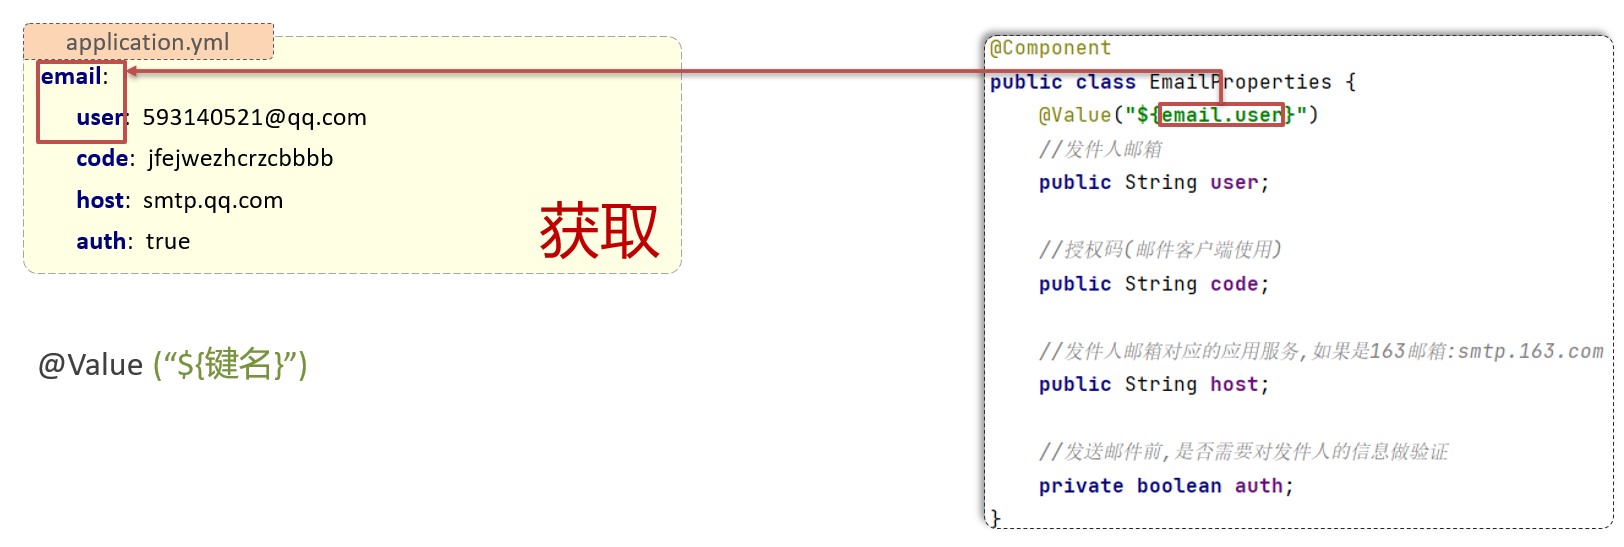 application.yml
email:
user: 593140521@qq.com
code: jfejwezhcrzcbbbb
host: smtp.qq.com
auth: true
获取
@Value (“${键名}”)
@Component
public class EmailProperties {
@Value("${email.user}")
//发件人邮箱
public String user;
//授权码(邮件客户端使用)
public String code;
//发件人邮箱对应的应用服务,如果是163邮箱:smtp.163.com
public String host;
//发送邮件前,是否需要对发件人的信息做验证
private boolean auth;
}